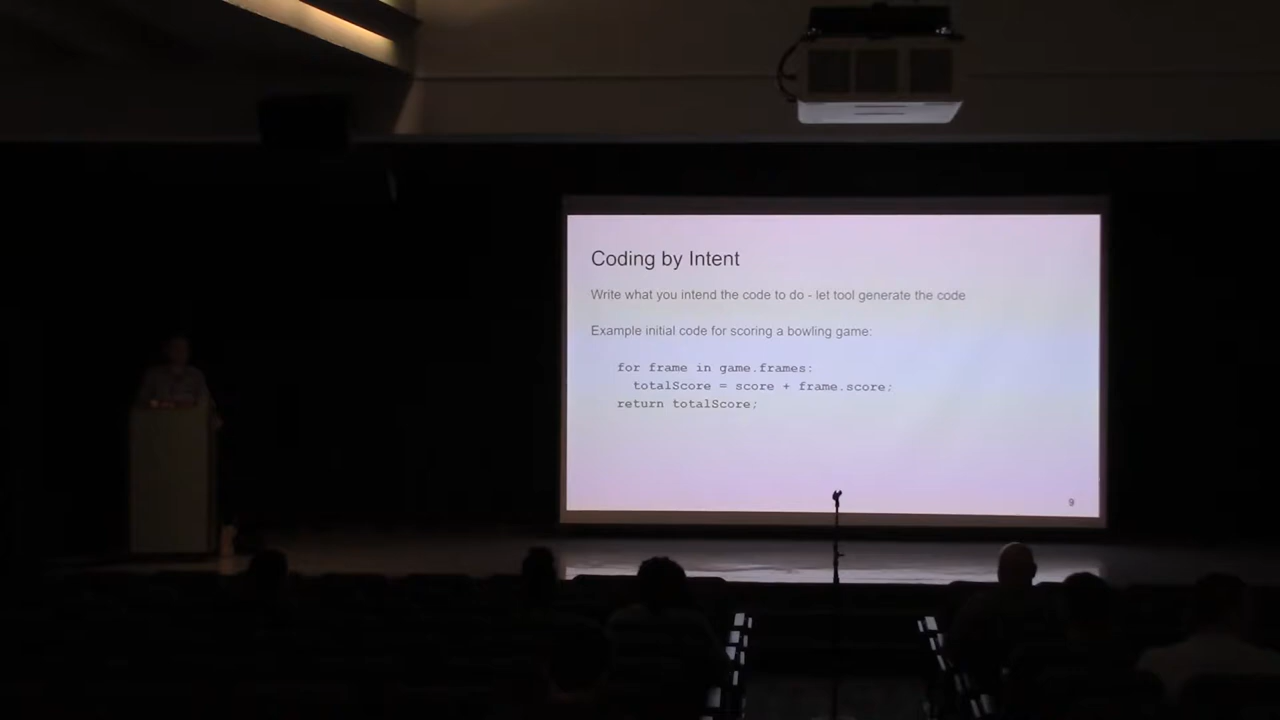 Coding by Intent
Write what you intend the code to do - let tool generate the code
Example initial code for scoring a bowling game:
for frame in game.frames:
totalScore = score + frame.score;
return totalScore;
9